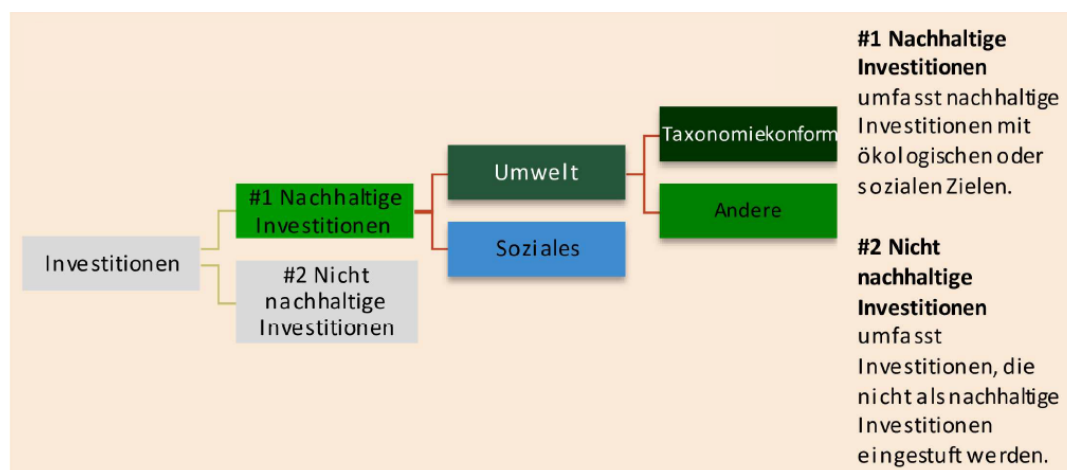 Investitionen
#1 Nachhaltige
Investitionen
#2 Nicht
nachhaltige
Investitionen
Umwelt
Soziales
Taxonomiekonform
Andere
#1 Nachhaltige
Investitionen
umfasst nachhaltige
Investitionen mit
ökologischen oder
sozialen Zielen.
#2 Nicht
nachhaltige
Investitionen
umfasst
Investitionen, die
nicht als nachhaltige
Investitionen
eingestuft werden.